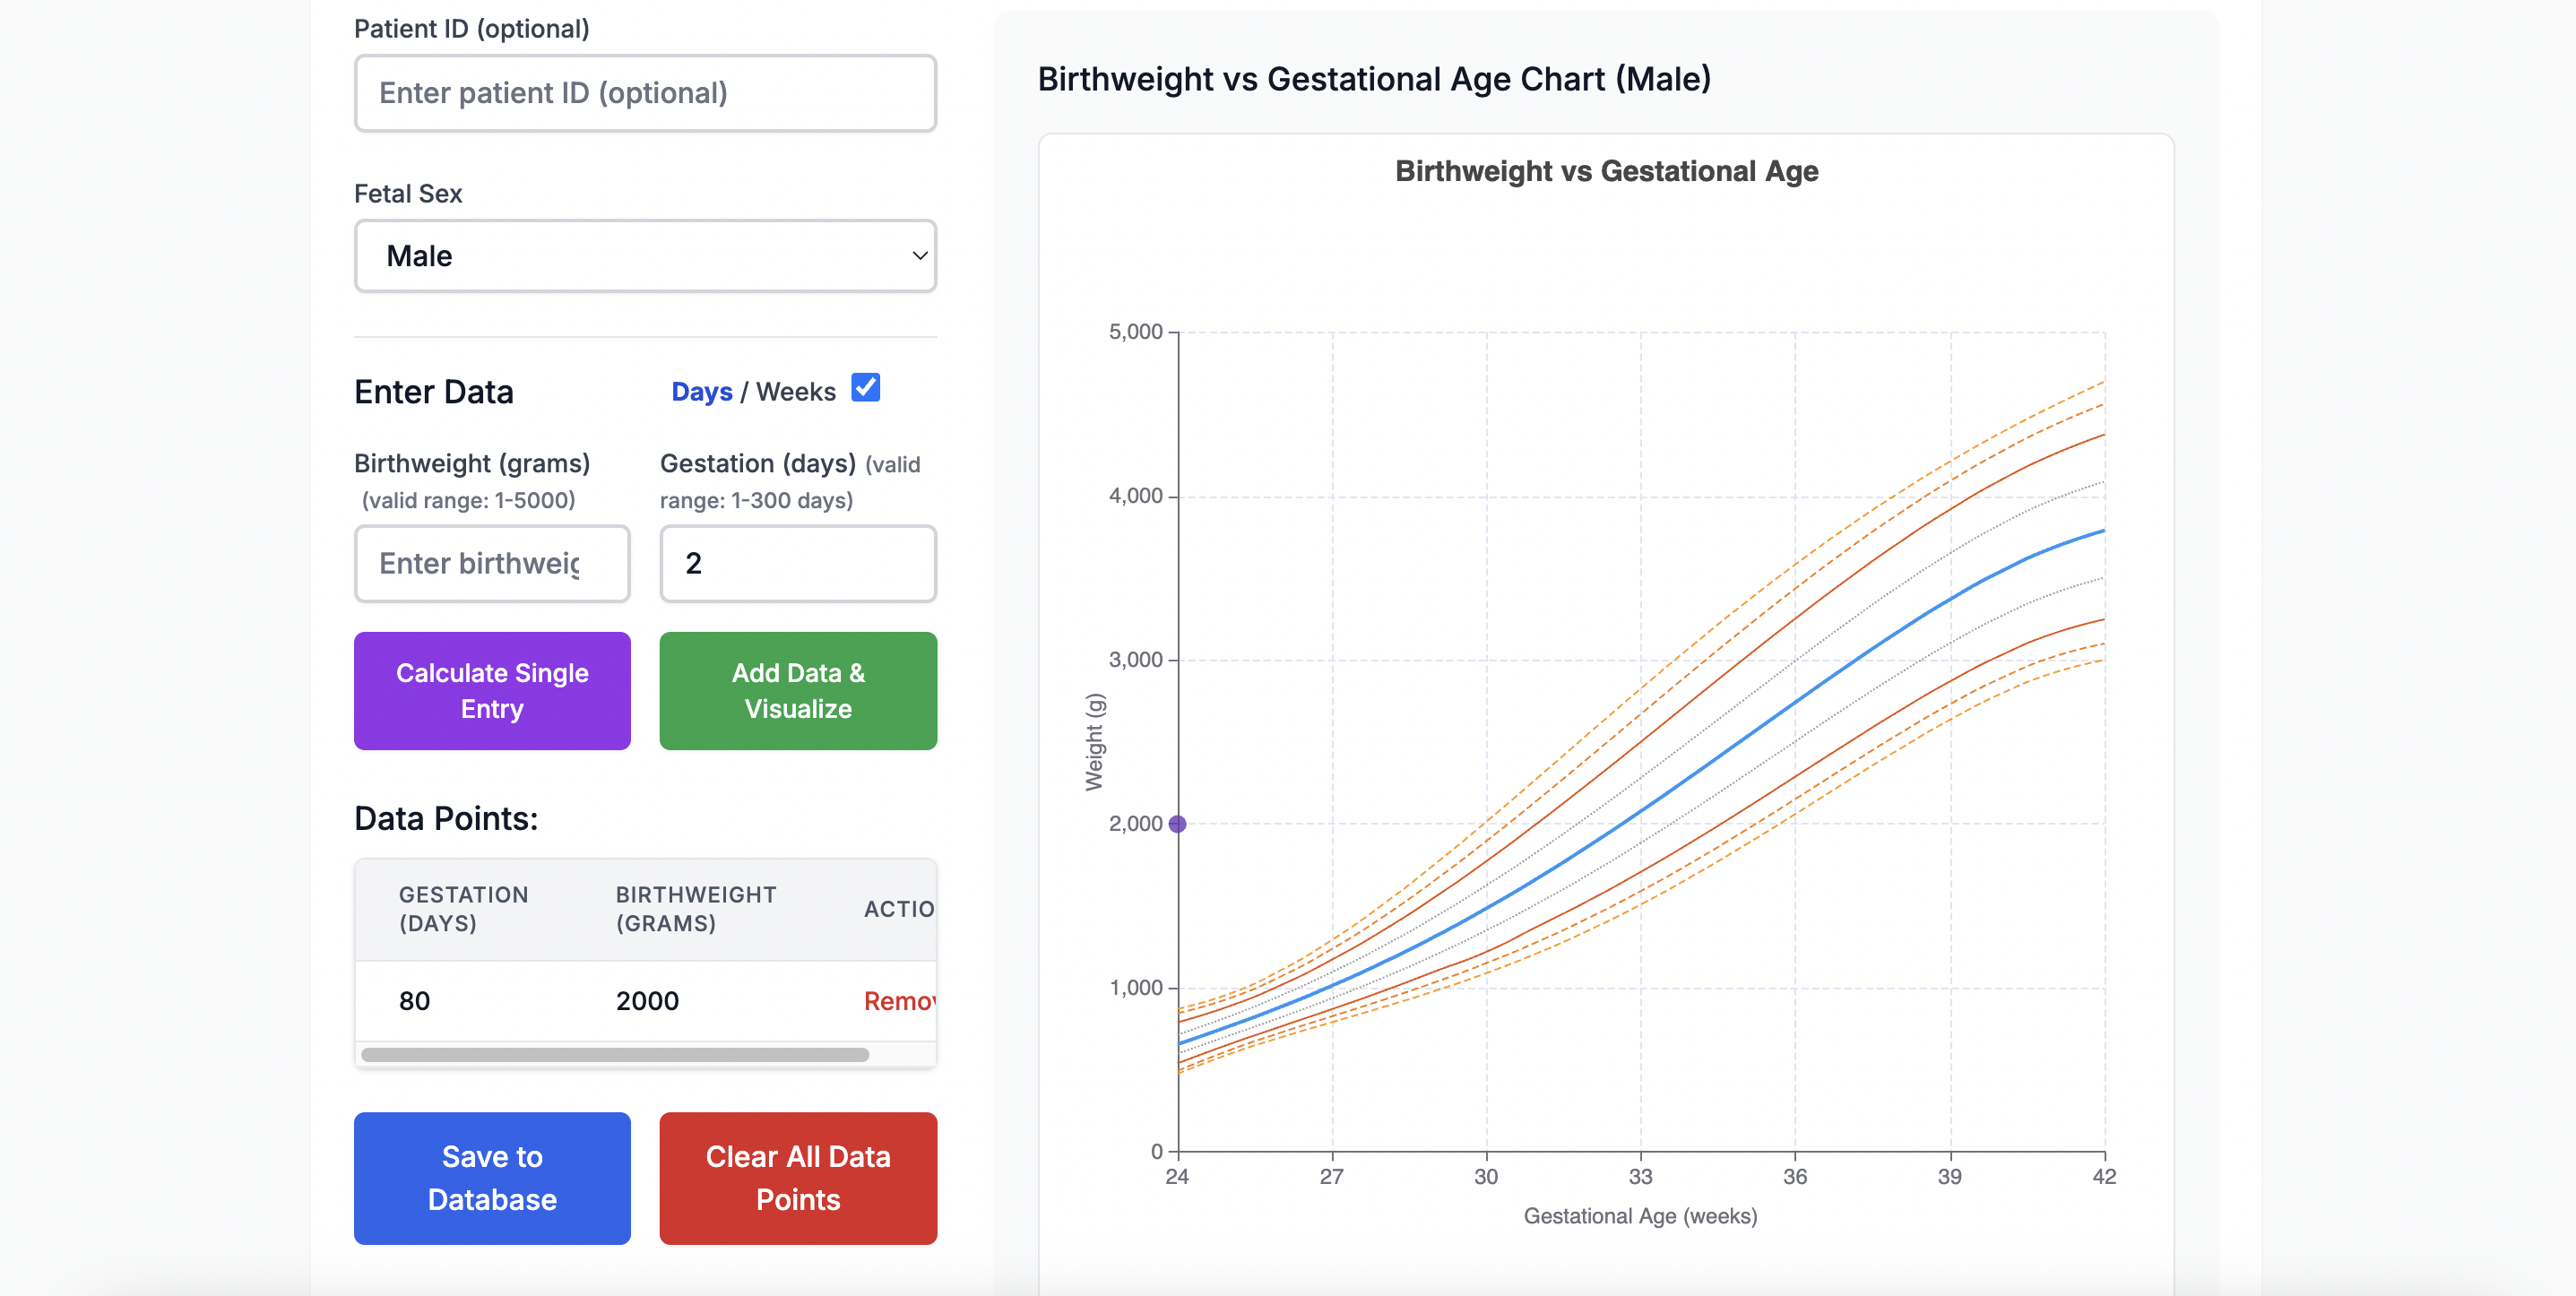 Patient ID (optional)
Enter patient ID (optional)
Fetal Sex
Male
Enter Data
Days / Weeks
Birthweight (grams)
(valid range: 1-5000)
Gestation (days) (valid
range: 1-300 days)
Enter birthweig
2
Calculate Single
Entry
Add Data &
Visualize
Data Points:
GESTATION
(DAYS)
BIRTHWEIGHT
(GRAMS)
ACTIO
80
2000
Remov
Save to
Database
Clear All Data
Points
Birthweight vs Gestational Age Chart (Male)
Birthweight vs Gestational Age
5,000
4,000
3,000
2,000
1,000
0
Weight (g)
24
27
30
33
36
39
42
Gestational Age (weeks)